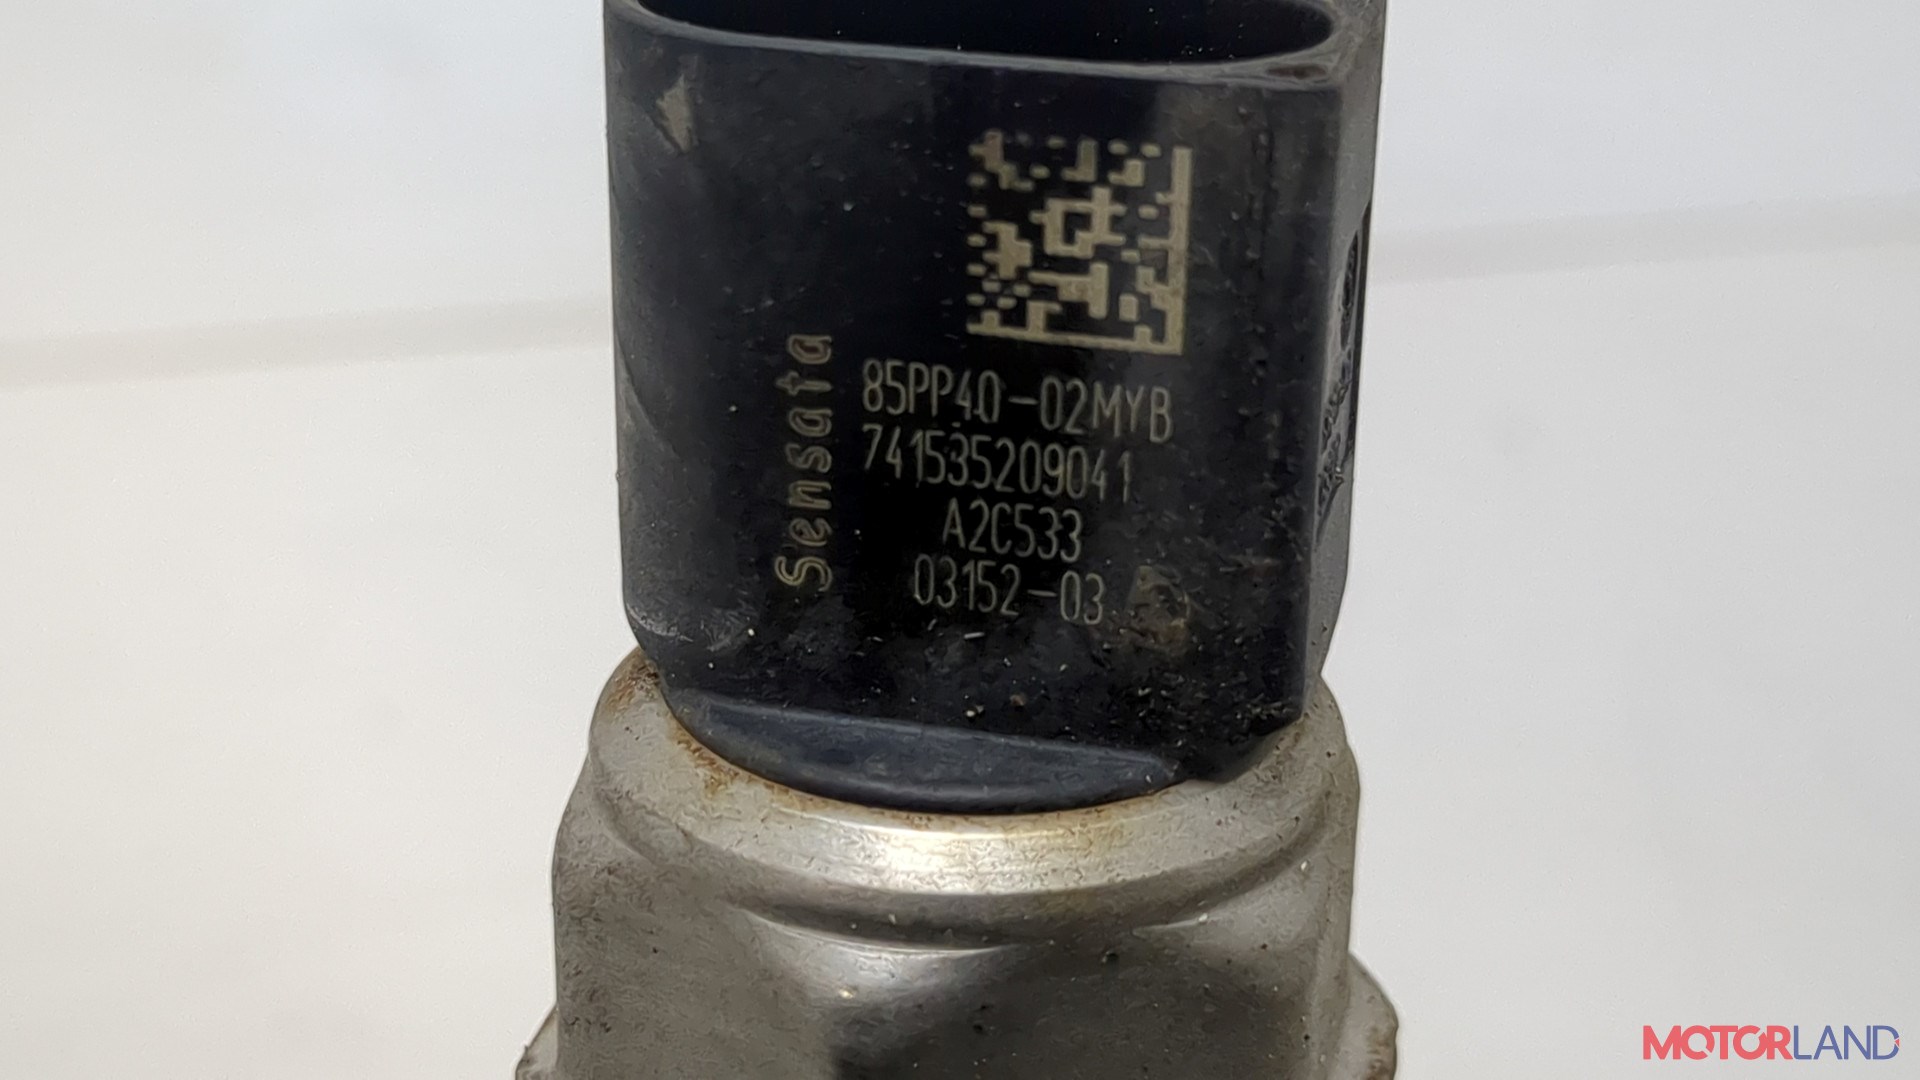 Sensata
85PP40-02MYB
741535209041
A2C533
03152-03
MOTORLAND